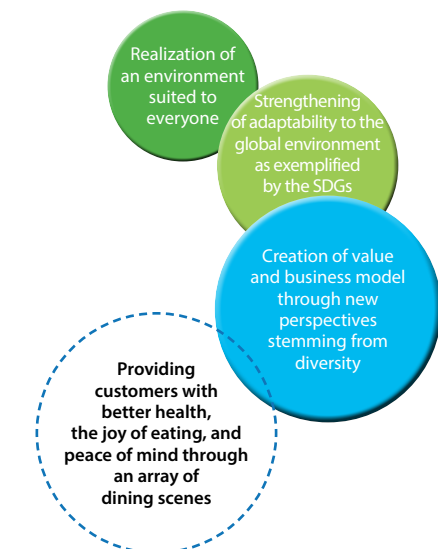 Realization of
an environment
suited to
everyone
Strengthening
of adaptability to the
global environment
as exemplified
by the SDGs
Creation of value
and business model
through new
perspectives
stemming from
diversity
Providing
customers with
better health,
the joy of eating, and
peace of mind through
an array of
dining scenes